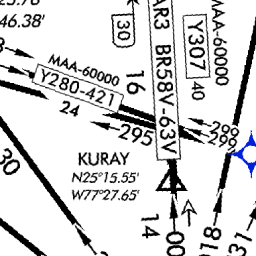 46.38'
30
AR3 BR58V-63V
Y307
40
MAA-60000
MAA-60000
Y280-421
16
24
295
299
299
KURAY
N25°15.55'
W77°27.65'
30
14
00
018
31